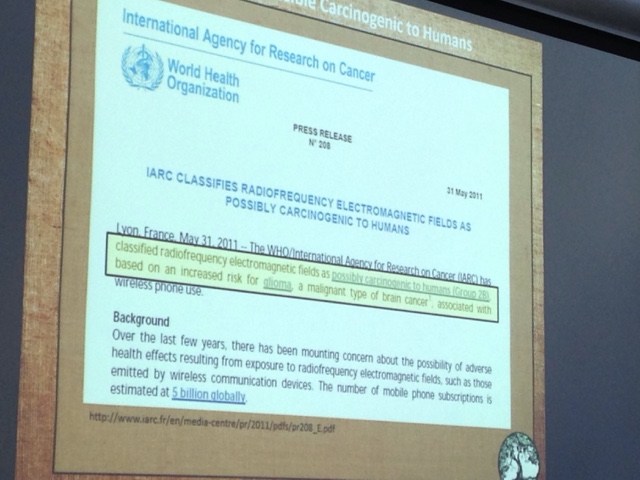 Carcinogenic to Humans
International Agency for Research on Cancer
World Health
Organization
PRESS RELEASE
N° 208
31 May 2011
IARC CLASSIFIES RADIOFREQUENCY ELECTROMAGNETIC FIELDS AS
POSSIBLY CARCINOGENIC TO HUMANS
Lyon, France, May 31, 2011 -- The WHO/International Agency for Research on Cancer (IARC) has
classified radiofrequency electromagnetic fields as possibly carcinogenic to humans (Group 2B),
based on an increased risk for glioma, a malignant type of brain cancer¹, associated with
wireless phone use.
Background
Over the last few years, there has been mounting concern about the possibility of adverse
health effects resulting from exposure to radiofrequency electromagnetic fields, such as those
emitted by wireless communication devices. The number of mobile phone subscriptions is
estimated at 5 billion globally.
http://www.iarc.fr/en/media-centre/pr/2011/pdfs/pr208_E.pdf